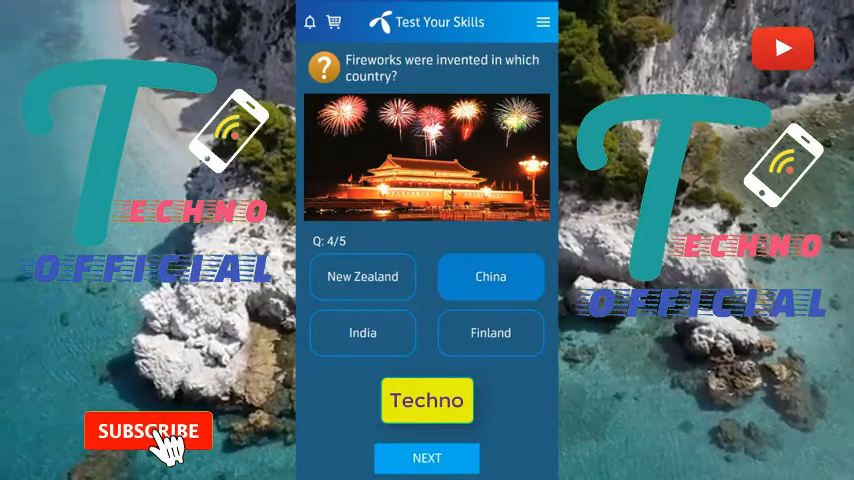 Test Your Skills
Fireworks were invented in which
country?
Q: 4/5
New Zealand
China
India
Finland
Techno
NEXT
TECHNO
OFFICIAL
SUBSCRIBE
TECHNO
OFFICIAL